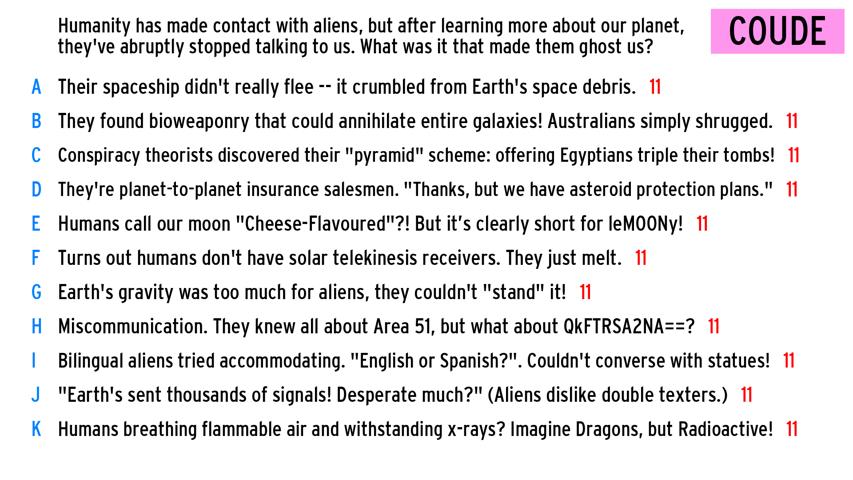 Humanity has made contact with aliens, but after learning more about our planet,
they've abruptly stopped talking to us. What was it that made them ghost us?
COUDE
A Their spaceship didn't really flee -- it crumbled from Earth's space debris. 11
B They found bioweaponry that could annihilate entire galaxies! Australians simply shrugged. 11
C Conspiracy theorists discovered their "pyramid" scheme: offering Egyptians triple their tombs! 11
D They're planet-to-planet insurance salesmen. "Thanks, but we have asteroid protection plans." 11
E Humans call our moon "Cheese-Flavoured"?! But it’s clearly short for leMOONy! 11
F Turns out humans don't have solar telekinesis receivers. They just melt. 11
G Earth's gravity was too much for aliens, they couldn't "stand" it! 11
H Miscommunication. They knew all about Area 51, but what about QkFTRSA2NA==? 11
I Bilingual aliens tried accommodating. "English or Spanish?". Couldn't converse with statues! 11
J "Earth's sent thousands of signals! Desperate much?" (Aliens dislike double texters.) 11
K Humans breathing flammable air and withstanding x-rays? Imagine Dragons, but Radioactive! 11